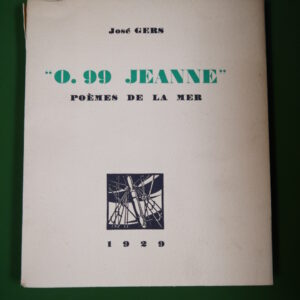 José GERS
"O. 99 JEANNE"
POÈMES DE LA MER
1929